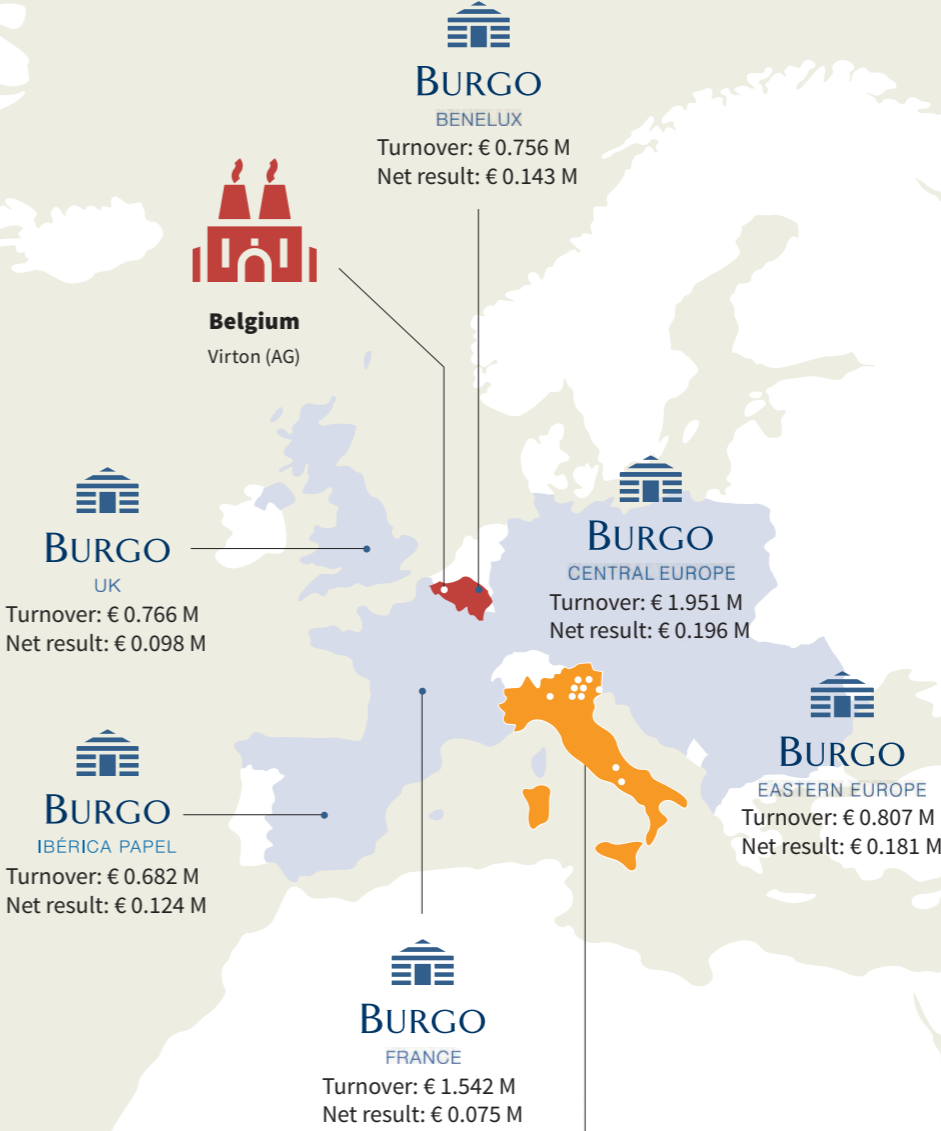 BURGO
BENELUX
Turnover: € 0.756 M
Net result: € 0.143 M
Belgium
Virton (AG)
BURGO
UK
Turnover: € 0.766 M
Net result: € 0.098 M
BURGO
CENTRAL EUROPE
Turnover: € 1.951 M
Net result: € 0.196 M
BURGO
EASTERN EUROPE
Turnover: € 0.807 M
Net result: € 0.181 M
BURGO
IBÉRICA PAPEL
Turnover: € 0.682 M
Net result: € 0.124 M
BURGO
FRANCE
Turnover: € 1.542 M
Net result: € 0.075 M